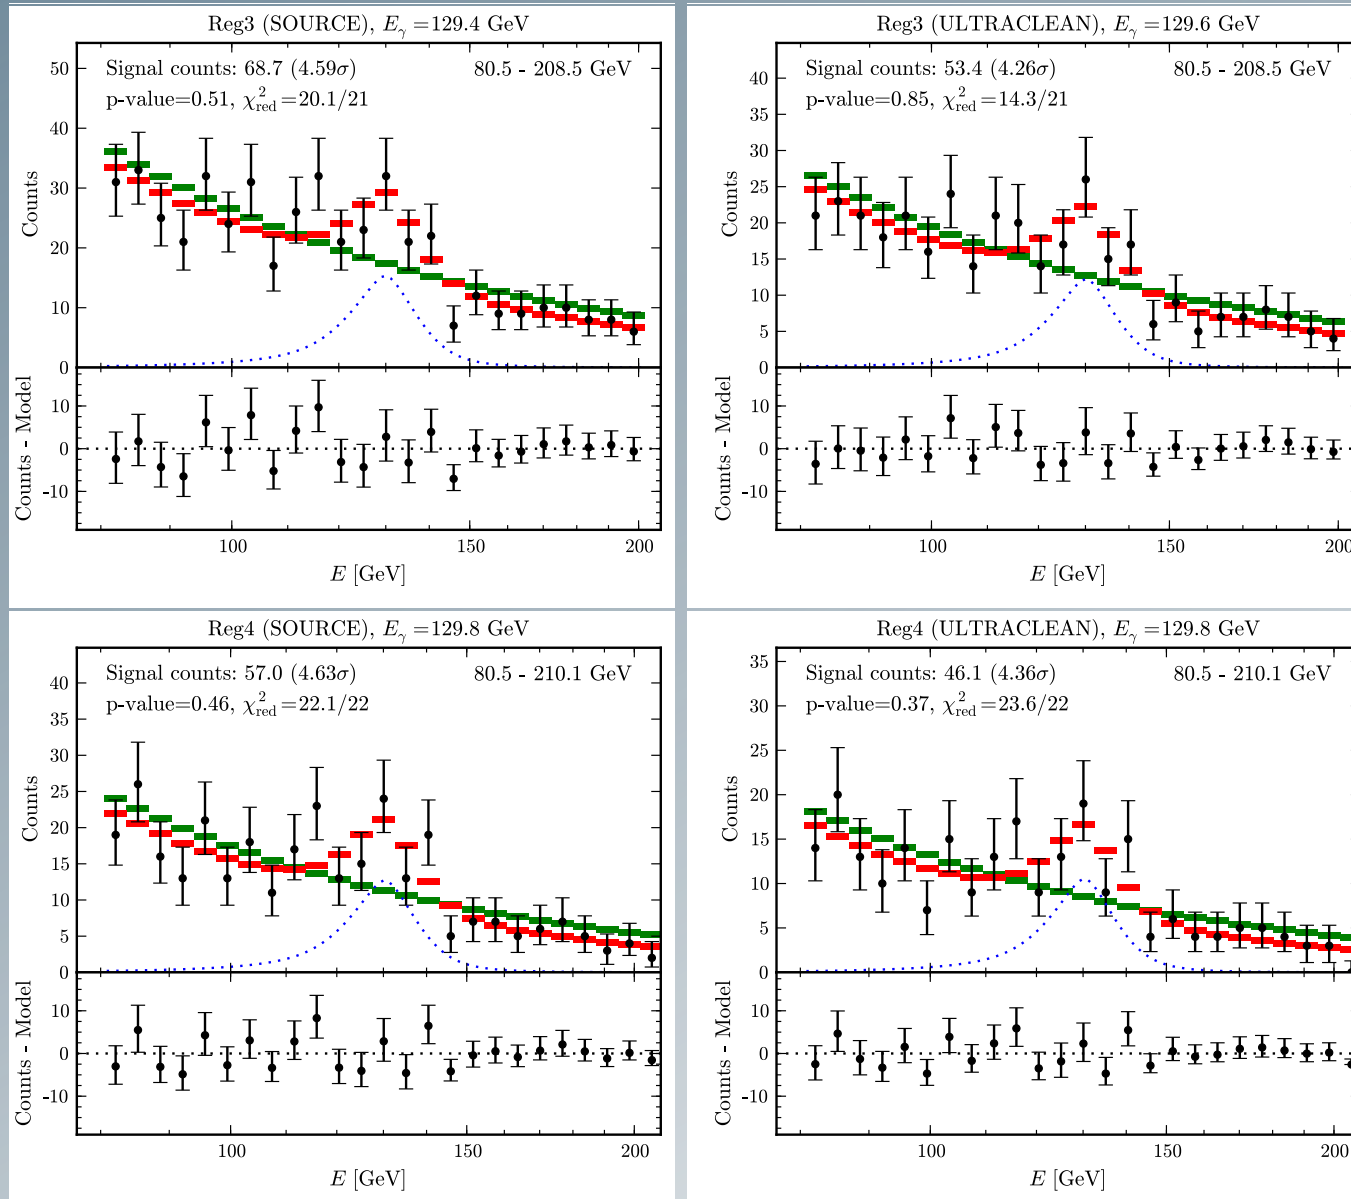 Reg3 (SOURCE), Eγ =129.4 GeV
Signal counts: 68.7 (4.59σ) 80.5 - 208.5 GeV
p-value=0.51, χ²red =20.1/21
50
40
30
20
10
0
Counts
10
0
-10
Counts - Model
100 150 200
E [GeV]
Reg3 (ULTRACLEAN), Eγ =129.6 GeV
Signal counts: 53.4 (4.26σ) 80.5 - 208.5 GeV
p-value=0.85, χ²red =14.3/21
40
35
30
25
20
15
10
5
0
Counts
10
0
-10
Counts - Model
100 150 200
E [GeV]
Reg4 (SOURCE), Eγ =129.8 GeV
Signal counts: 57.0 (4.63σ) 80.5 - 210.1 GeV
p-value=0.46, χ²red =22.1/22
40
35
30
25
20
15
10
5
0
Counts
10
0
-10
Counts - Model
100 150 200
E [GeV]
Reg4 (ULTRACLEAN), Eγ =129.8 GeV
Signal counts: 46.1 (4.36σ) 80.5 - 210.1 GeV
p-value=0.37, χ²red =23.6/22
35
30
25
20
15
10
5
0
Counts
10
0
-10
Counts - Model
100 150 200
E [GeV]